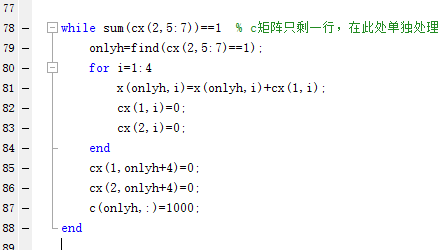 77
78 while sum(cx(2,5:7))==1 % c矩阵只剩一行，在此处单独处理
79 onlyh=find(cx(2,5:7)==1);
80 for i=1:4
81 x(onlyh,i)=x(onlyh,i)+cx(1,i);
82 cx(1,i)=0;
83 cx(2,i)=0;
84 end
85 cx(1,onlyh+4)=0;
86 cx(2,onlyh+4)=0;
87 c(onlyh,:)=1000;
88 end
89